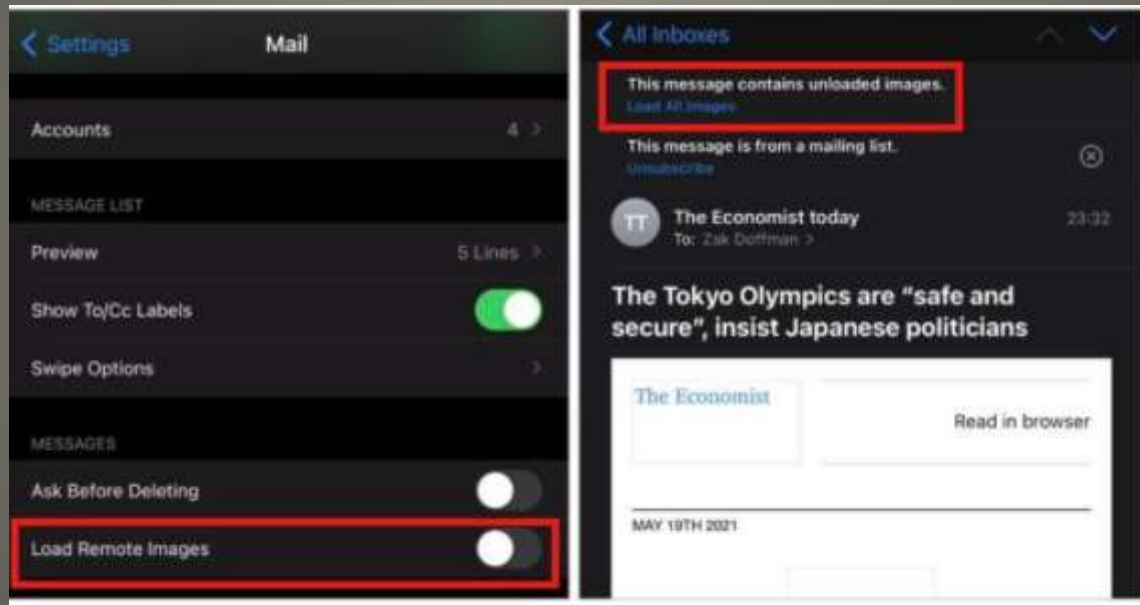 Settings
Mail
Accounts
4
MESSAGE LIST
Preview
5 Lines
Show To/Cc Labels
Swipe Options
MESSAGES
Ask Before Deleting
Load Remote Images
All Inboxes
This message contains unloaded images.
Load All Images
This message is from a mailing list.
Unsubscribe
TT
The Economist today
23:32
To: Zak Doffman
The Tokyo Olympics are “safe and
secure”, insist Japanese politicians
The Economist
Read in browser
MAY 19TH 2021